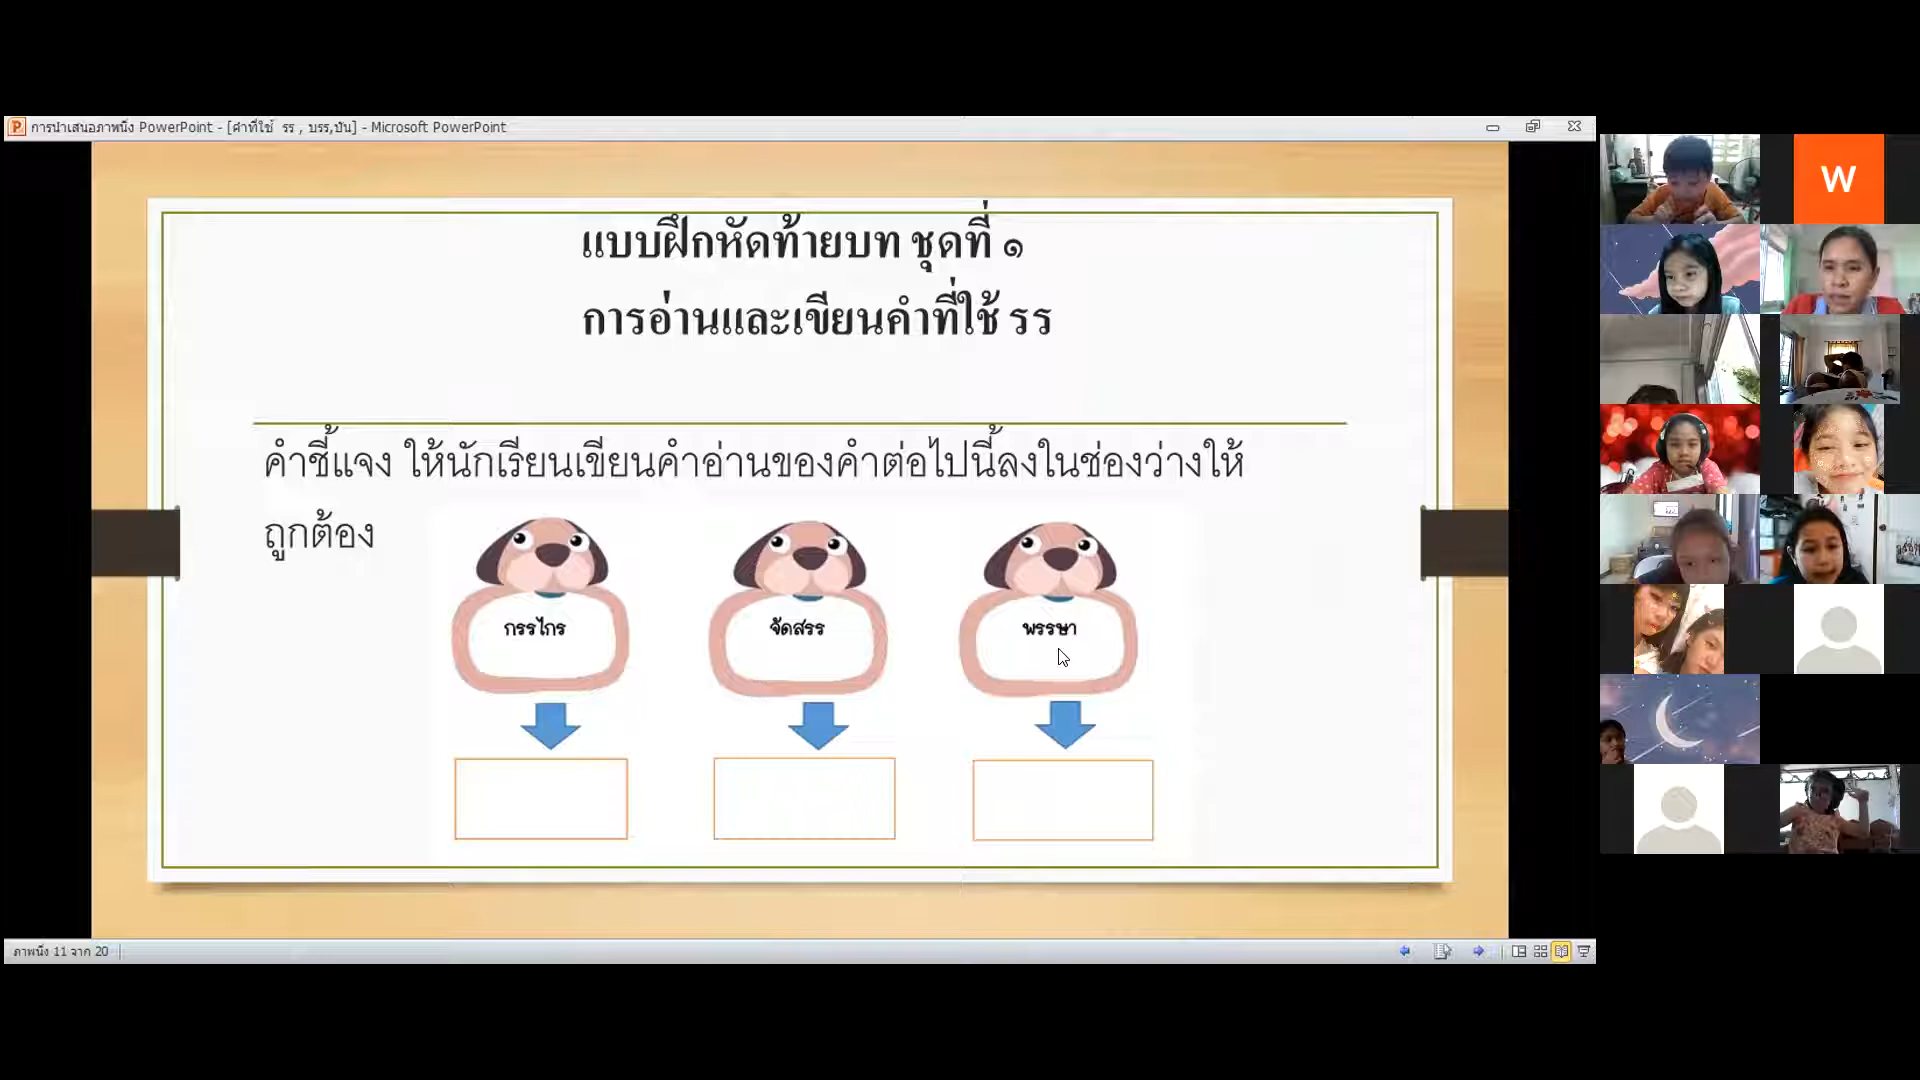 การนำเสนอภาพนิ่ง PowerPoint - [คำที่ใช้ รร , บรร,บัน] - Microsoft PowerPoint
แบบฝึกหัดท้ายบท ชุดที่ ๑
การอ่านและเขียนคำที่ใช้ รร
คำชี้แจง ให้นักเรียนเขียนคำอ่านของคำต่อไปนี้ลงในช่องว่างให้
ถูกต้อง
กรรไกร
จัดสรร
พรรษา
ภาพนิ่ง 11 จาก 20
W